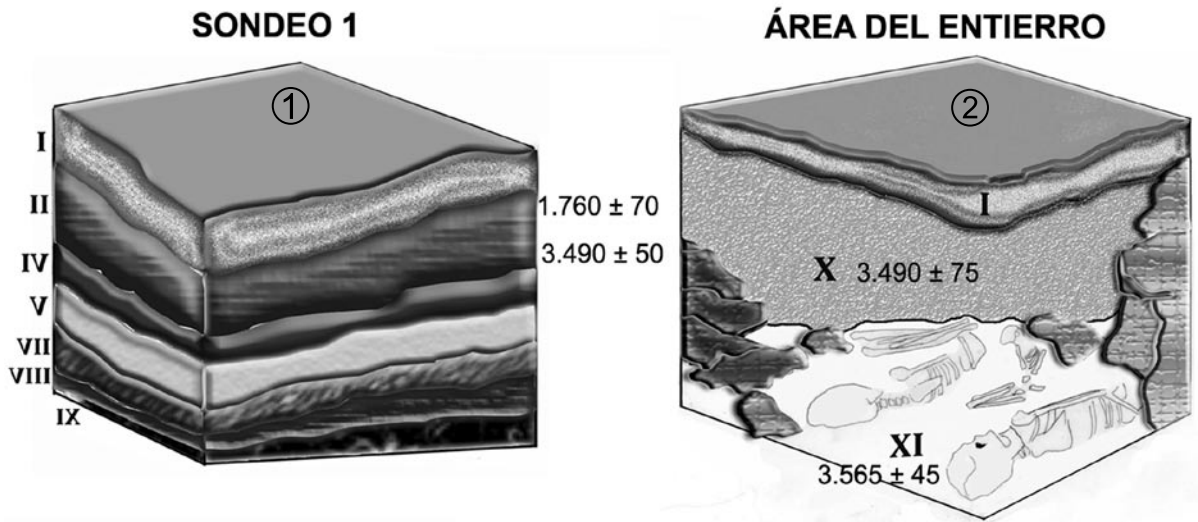 SONDEO 1
①
I
II
IV
V
VII
VIII
IX
1.760 ± 70
3.490 ± 50
ÁREA DEL ENTIERRO
②
I
X 3.490 ± 75
XI
3.565 ± 45